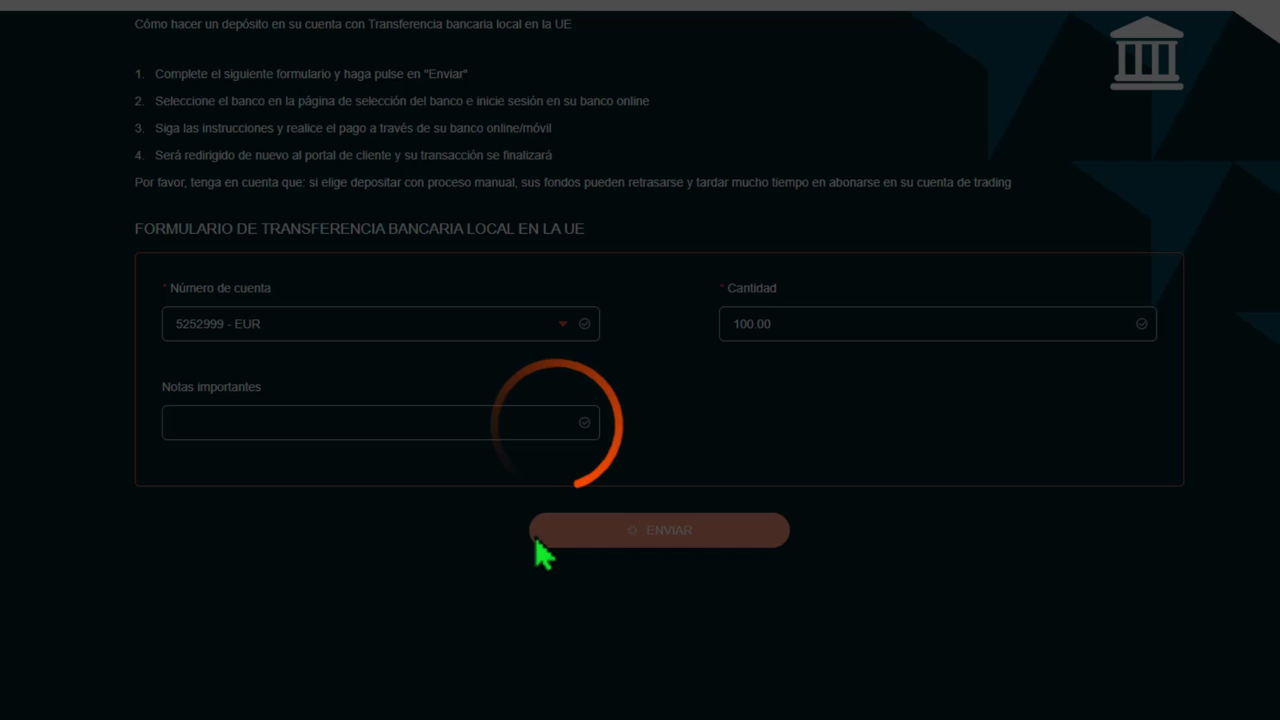 Cómo hacer un depósito en su cuenta con Transferencia bancaria local en la UE
1. Complete el siguiente formulario y haga pulse en "Enviar"
2. Seleccione el banco en la página de selección del banco e inicie sesión en su banco online
3. Siga las instrucciones y realice el pago a través de su banco online/móvil
4. Será redirigido de nuevo al portal de cliente y su transacción se finalizará
Por favor, tenga en cuenta que: si elige depositar con proceso manual, sus fondos pueden retrasarse y tardar mucho tiempo en abonarse en su cuenta de trading
FORMULARIO DE TRANSFERENCIA BANCARIA LOCAL EN LA UE
* Número de cuenta
5252999 - EUR
* Cantidad
100.00
Notas importantes
ENVIAR